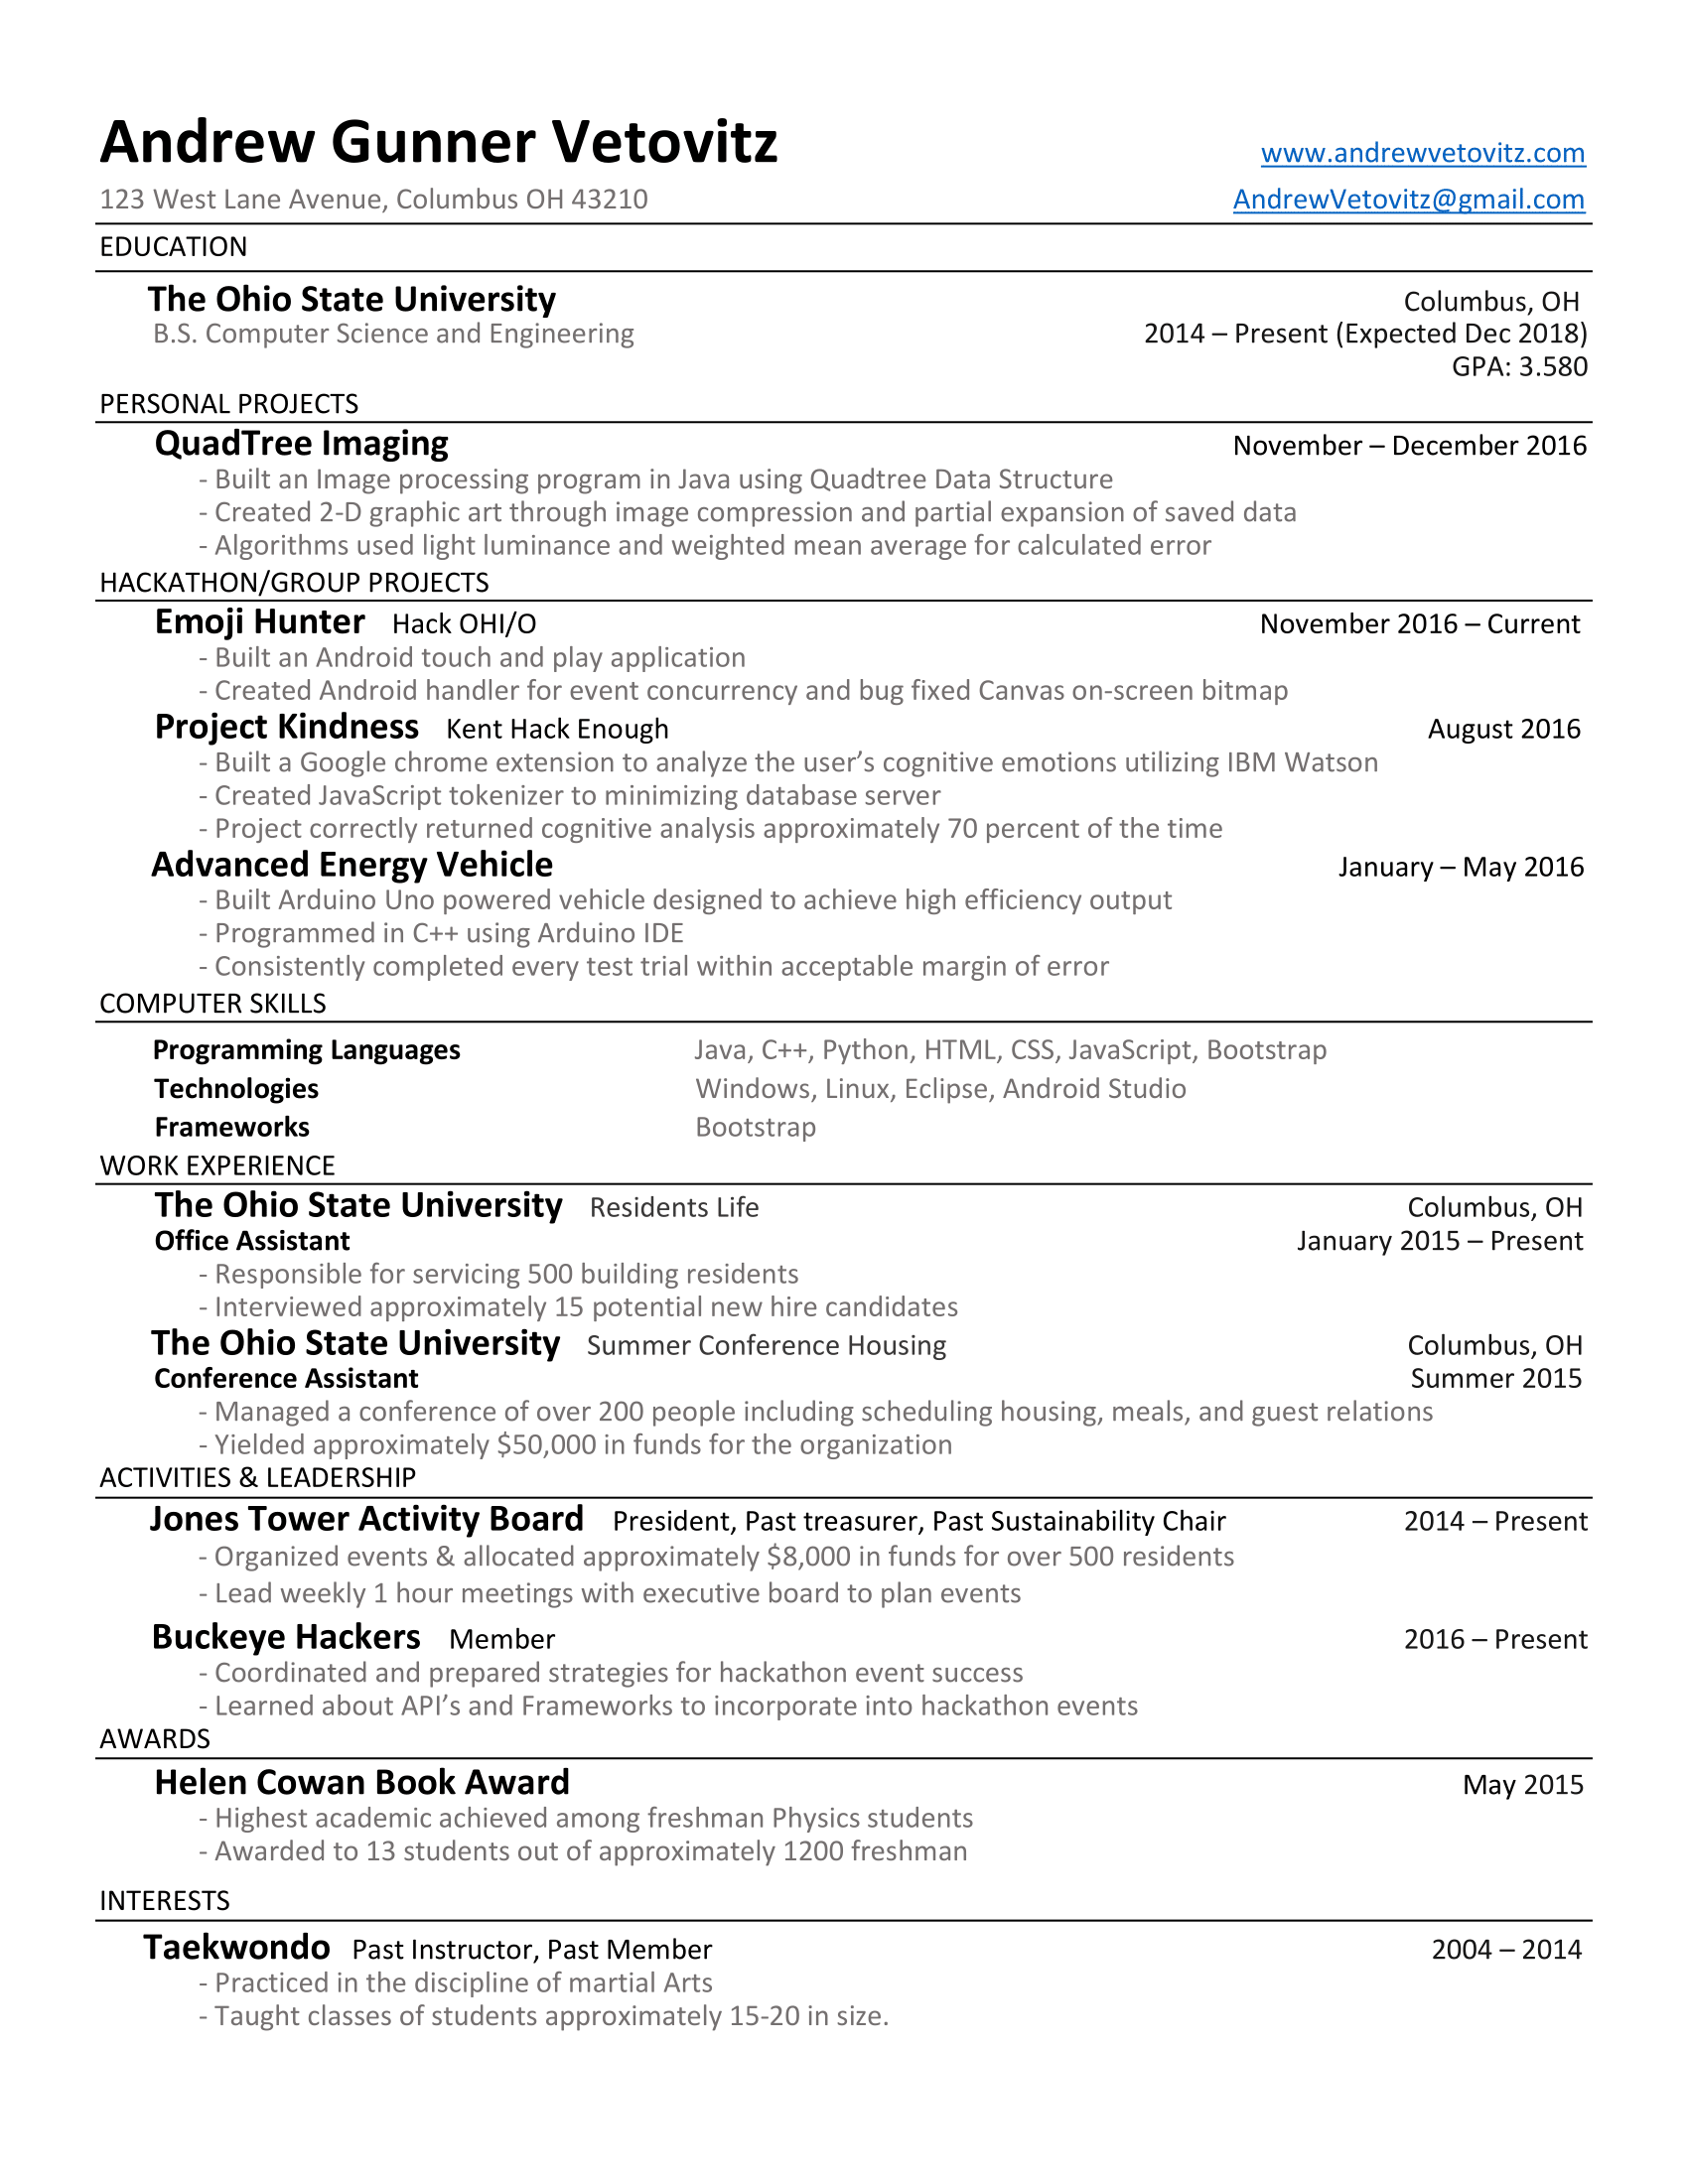 Andrew Gunner Vetovitz www.andrewvetovitz.com
123 West Lane Avenue, Columbus OH 43210 AndrewVetovitz@gmail.com
EDUCATION
The Ohio State University Columbus, OH
B.S. Computer Science and Engineering 2014 – Present (Expected Dec 2018)
GPA: 3.580
PERSONAL PROJECTS
QuadTree Imaging November – December 2016
- Built an Image processing program in Java using Quadtree Data Structure
- Created 2-D graphic art through image compression and partial expansion of saved data
- Algorithms used light luminance and weighted mean average for calculated error
HACKATHON/GROUP PROJECTS
Emoji Hunter Hack OHI/O November 2016 – Current
- Built an Android touch and play application
- Created Android handler for event concurrency and bug fixed Canvas on-screen bitmap
Project Kindness Kent Hack Enough August 2016
- Built a Google chrome extension to analyze the user’s cognitive emotions utilizing IBM Watson
- Created JavaScript tokenizer to minimizing database server
- Project correctly returned cognitive analysis approximately 70 percent of the time
Advanced Energy Vehicle January – May 2016
- Built Arduino Uno powered vehicle designed to achieve high efficiency output
- Programmed in C++ using Arduino IDE
- Consistently completed every test trial within acceptable margin of error
COMPUTER SKILLS
Programming Languages Java, C++, Python, HTML, CSS, JavaScript, Bootstrap
Technologies Windows, Linux, Eclipse, Android Studio
Frameworks Bootstrap
WORK EXPERIENCE
The Ohio State University Residents Life Columbus, OH
Office Assistant January 2015 – Present
- Responsible for servicing 500 building residents
- Interviewed approximately 15 potential new hire candidates
The Ohio State University Summer Conference Housing Columbus, OH
Conference Assistant Summer 2015
- Managed a conference of over 200 people including scheduling housing, meals, and guest relations
- Yielded approximately $50,000 in funds for the organization
ACTIVITIES & LEADERSHIP
Jones Tower Activity Board President, Past treasurer, Past Sustainability Chair 2014 – Present
- Organized events & allocated approximately $8,000 in funds for over 500 residents
- Lead weekly 1 hour meetings with executive board to plan events
Buckeye Hackers Member 2016 – Present
- Coordinated and prepared strategies for hackathon event success
- Learned about API’s and Frameworks to incorporate into hackathon events
AWARDS
Helen Cowan Book Award May 2015
- Highest academic achieved among freshman Physics students
- Awarded to 13 students out of approximately 1200 freshman
INTERESTS
Taekwondo Past Instructor, Past Member 2004 – 2014
- Practiced in the discipline of martial Arts
- Taught classes of students approximately 15-20 in size.